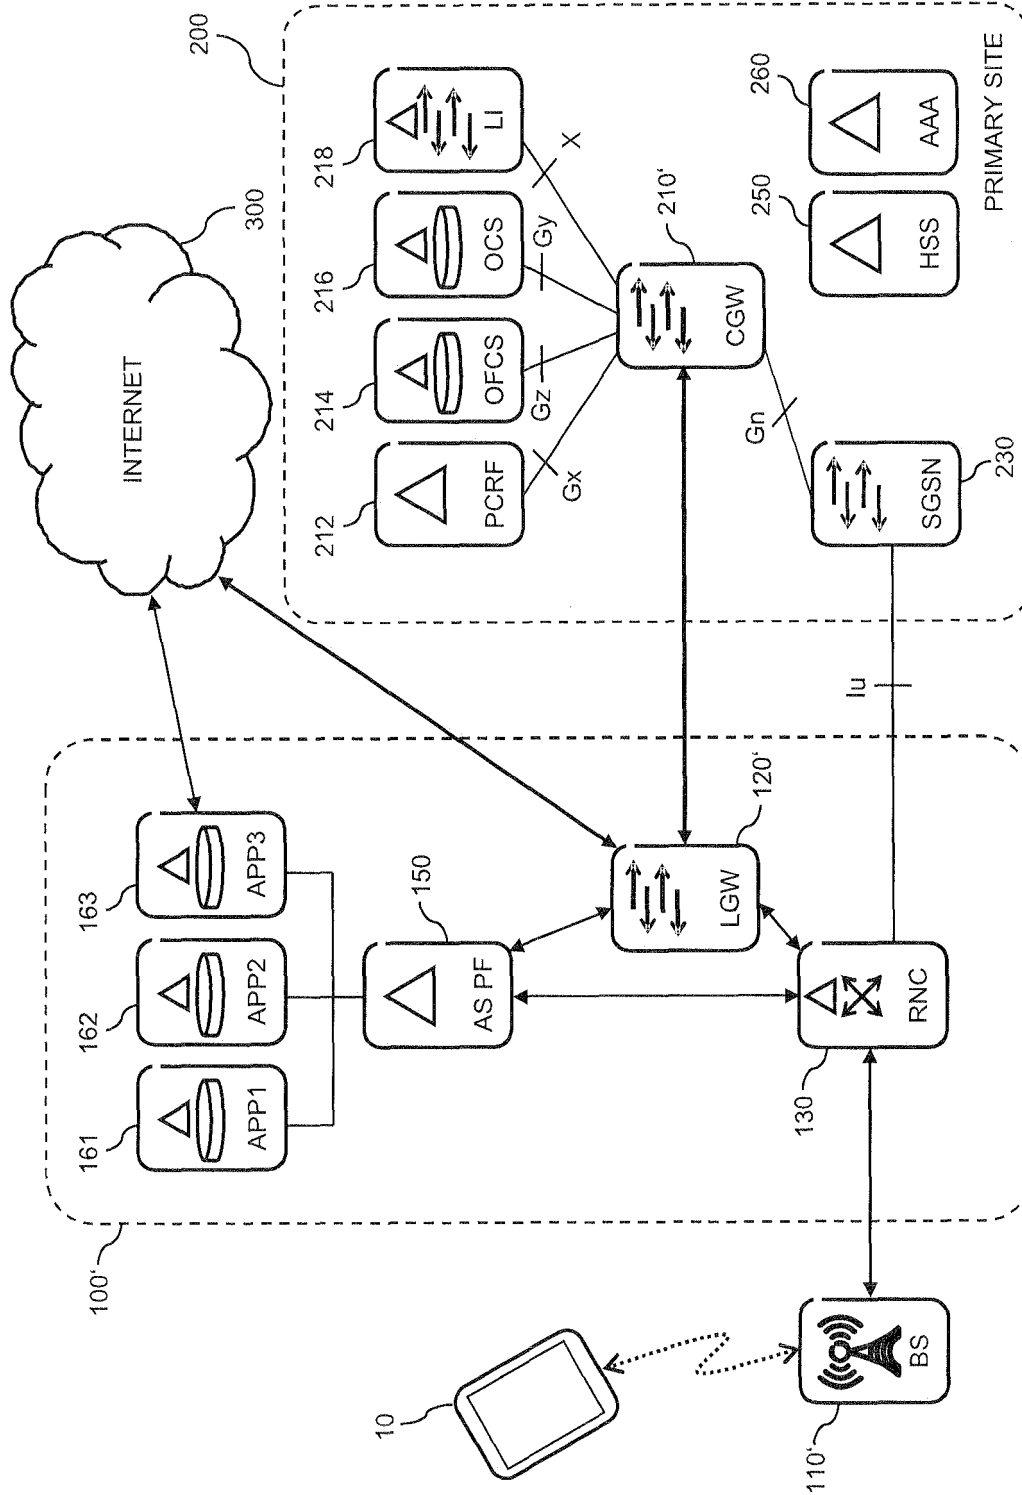 10
110'
BS
100'
161
APP1
162
APP2
163
APP3
150
AS PF
120'
LGW
130
RNC
Iu
INTERNET
300
200
212
PCRF
214
OFCS
216
OCS
218
LI
Gx
Gz
Gy
X
210'
CGW
Gn
SGSN
230
250
HSS
260
AAA
PRIMARY SITE